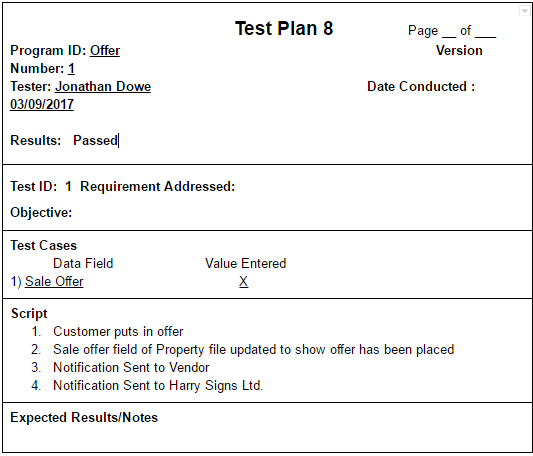 Test Plan 8 Page __ of ___
Program ID: Offer Version
Number: 1
Tester: Jonathan Dowe Date Conducted :
03/09/2017
Results: Passed
Test ID: 1 Requirement Addressed:
Objective:
Test Cases
Data Field Value Entered
1) Sale Offer X
Script
1. Customer puts in offer
2. Sale offer field of Property file updated to show offer has been placed
3. Notification Sent to Vendor
4. Notification Sent to Harry Signs Ltd.
Expected Results/Notes